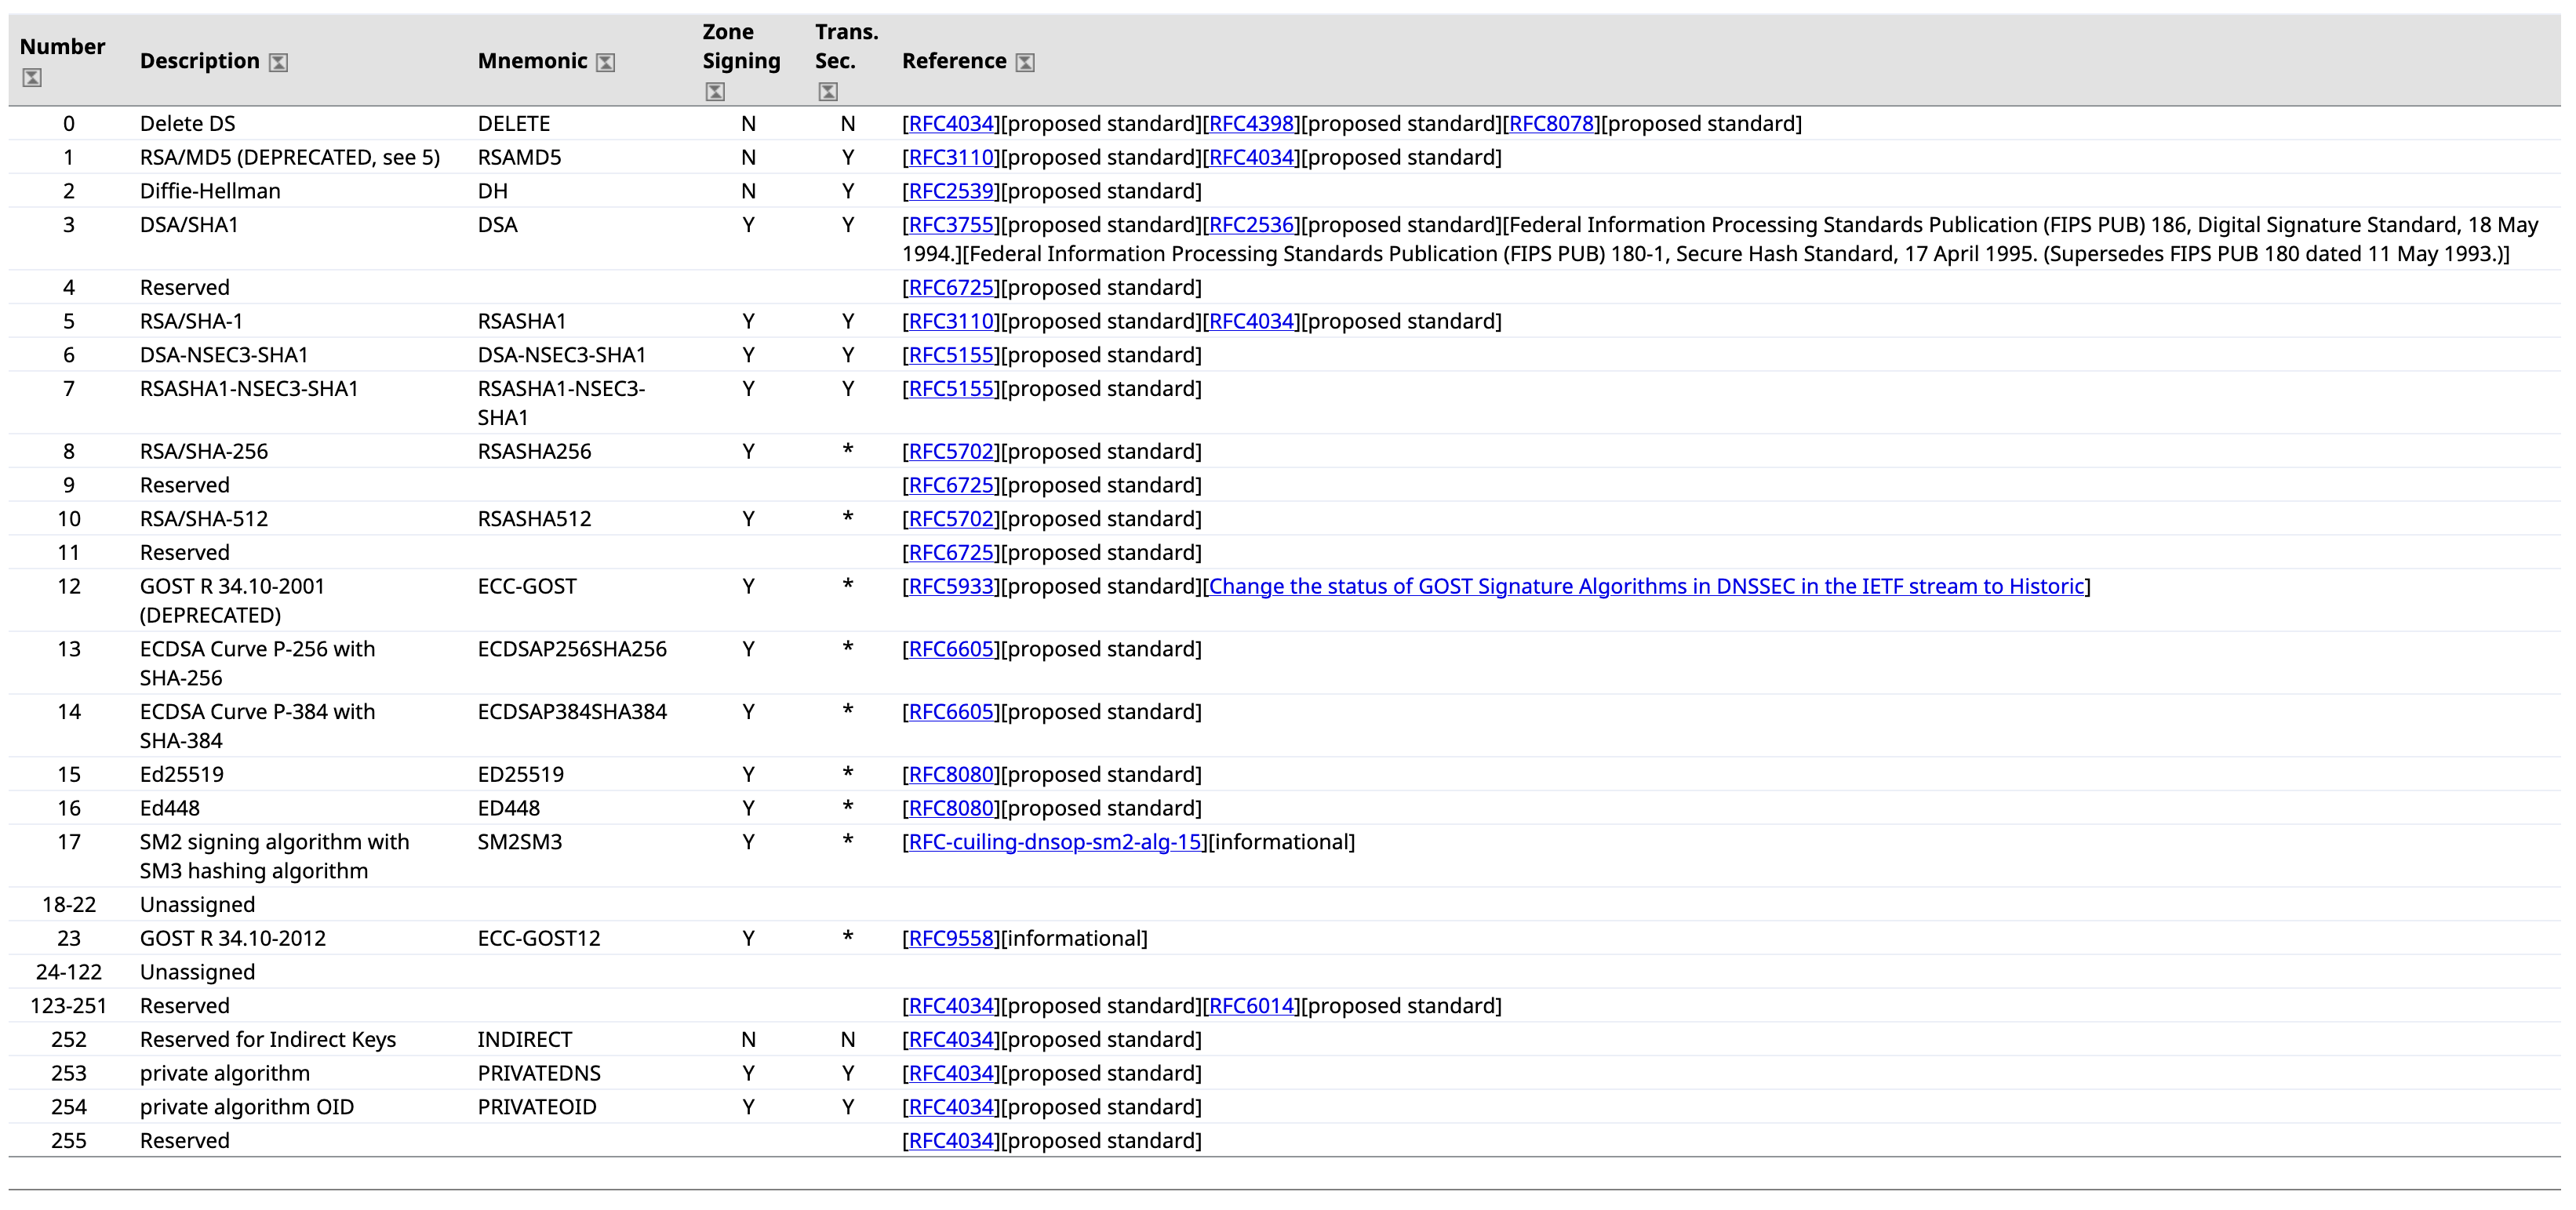 Number Description Mnemonic Zone Signing Trans. Sec. Reference
0 Delete DS DELETE N N [RFC4034][proposed standard][RFC4398][proposed standard][RFC8078][proposed standard]
1 RSA/MD5 (DEPRECATED, see 5) RSAMD5 N Y [RFC3110][proposed standard][RFC4034][proposed standard]
2 Diffie-Hellman DH N Y [RFC2539][proposed standard]
3 DSA/SHA1 DSA Y Y [RFC3755][proposed standard][RFC2536][proposed standard][Federal Information Processing Standards Publication (FIPS PUB) 186, Digital Signature Standard, 18 May
1994.][Federal Information Processing Standards Publication (FIPS PUB) 180-1, Secure Hash Standard, 17 April 1995. (Supersedes FIPS PUB 180 dated 11 May 1993.)]
4 Reserved [RFC6725][proposed standard]
5 RSA/SHA-1 RSASHA1 Y Y [RFC3110][proposed standard][RFC4034][proposed standard]
6 DSA-NSEC3-SHA1 DSA-NSEC3-SHA1 Y Y [RFC5155][proposed standard]
7 RSASHA1-NSEC3-SHA1 RSASHA1-NSEC3- Y Y [RFC5155][proposed standard]
SHA1
8 RSA/SHA-256 RSASHA256 Y * [RFC5702][proposed standard]
9 Reserved [RFC6725][proposed standard]
10 RSA/SHA-512 RSASHA512 Y * [RFC5702][proposed standard]
11 Reserved [RFC6725][proposed standard]
12 GOST R 34.10-2001 ECC-GOST Y * [RFC5933][proposed standard][Change the status of GOST Signature Algorithms in DNSSEC in the IETF stream to Historic]
(DEPRECATED)
13 ECDSA Curve P-256 with ECDSAP256SHA256 Y * [RFC6605][proposed standard]
SHA-256
14 ECDSA Curve P-384 with ECDSAP384SHA384 Y * [RFC6605][proposed standard]
SHA-384
15 Ed25519 ED25519 Y * [RFC8080][proposed standard]
16 Ed448 ED448 Y * [RFC8080][proposed standard]
17 SM2 signing algorithm with SM2SM3 Y * [RFC-cuiling-dnsop-sm2-alg-15][informational]
SM3 hashing algorithm
18-22 Unassigned
23 GOST R 34.10-2012 ECC-GOST12 Y * [RFC9558][informational]
24-122 Unassigned
123-251 Reserved [RFC4034][proposed standard][RFC6014][proposed standard]
252 Reserved for Indirect Keys INDIRECT N N [RFC4034][proposed standard]
253 private algorithm PRIVATEDNS Y Y [RFC4034][proposed standard]
254 private algorithm OID PRIVATEOID Y Y [RFC4034][proposed standard]
255 Reserved [RFC4034][proposed standard]